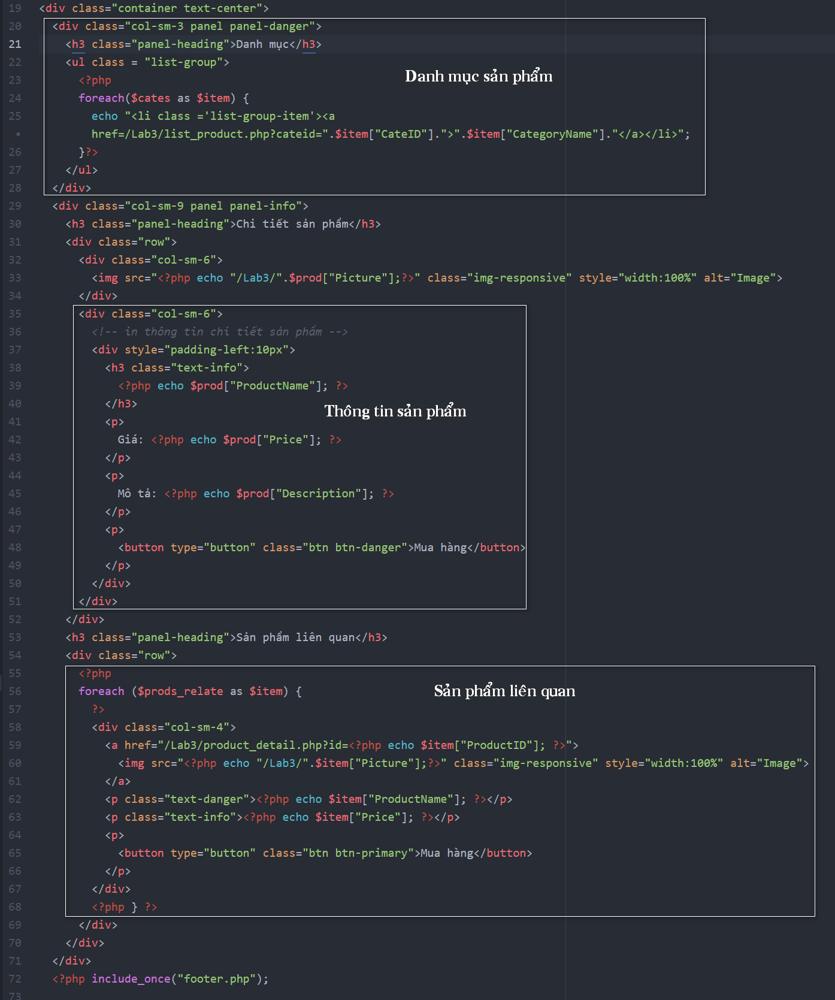 19 <div class="container text-center">
20 <div class="col-sm-3 panel panel-danger">
21 <h3 class="panel-heading">Danh mục</h3>
22 <ul class = "list-group">
Danh mục sản phẩm
23 <?php
24 foreach($cates as $item) {
25 echo "<li class ='list-group-item'><a
• href=/Lab3/list_product.php?cateid=".$item["CateID"].">".$item["CategoryName"]."</a></li>";
26 }?>
27 </ul>
28 </div>
29 <div class="col-sm-9 panel panel-info">
30 <h3 class="panel-heading">Chi tiết sản phẩm</h3>
31 <div class="row">
32 <div class="col-sm-6">
33 <img src="<?php echo "/Lab3/".$prod["Picture"];?>" class="img-responsive" style="width:100%" alt="Image">
34 </div>
35 <div class="col-sm-6">
36 <!-- in thông tin chi tiết sản phẩm -->
37 <div style="padding-left:10px">
38 <h3 class="text-info">
39 <?php echo $prod["ProductName"]; ?>
40 </h3>
Thông tin sản phẩm
41 <p>
42 Giá: <?php echo $prod["Price"]; ?>
43 </p>
44 <p>
45 Mô tả: <?php echo $prod["Description"]; ?>
46 </p>
47 <p>
48 <button type="button" class="btn btn-danger">Mua hàng</button>
49 </p>
50 </div>
51 </div>
52 </div>
53 <h3 class="panel-heading">Sản phẩm liên quan</h3>
54 <div class="row">
55 <?php
56 foreach ($prods_relate as $item) {
Sản phẩm liên quan
57 ?>
58 <div class="col-sm-4">
59 <a href="/Lab3/product_detail.php?id=<?php echo $item["ProductID"]; ?>">
60 <img src="<?php echo "/Lab3/".$item["Picture"];?>" class="img-responsive" style="width:100%" alt="Image">
61 </a>
62 <p class="text-danger"><?php echo $item["ProductName"]; ?></p>
63 <p class="text-info"><?php echo $item["Price"]; ?></p>
64 <p>
65 <button type="button" class="btn btn-primary">Mua hàng</button>
66 </p>
67 </div>
68 <?php } ?>
69 </div>
70 </div>
71 </div>
72 <?php include_once("footer.php");
73